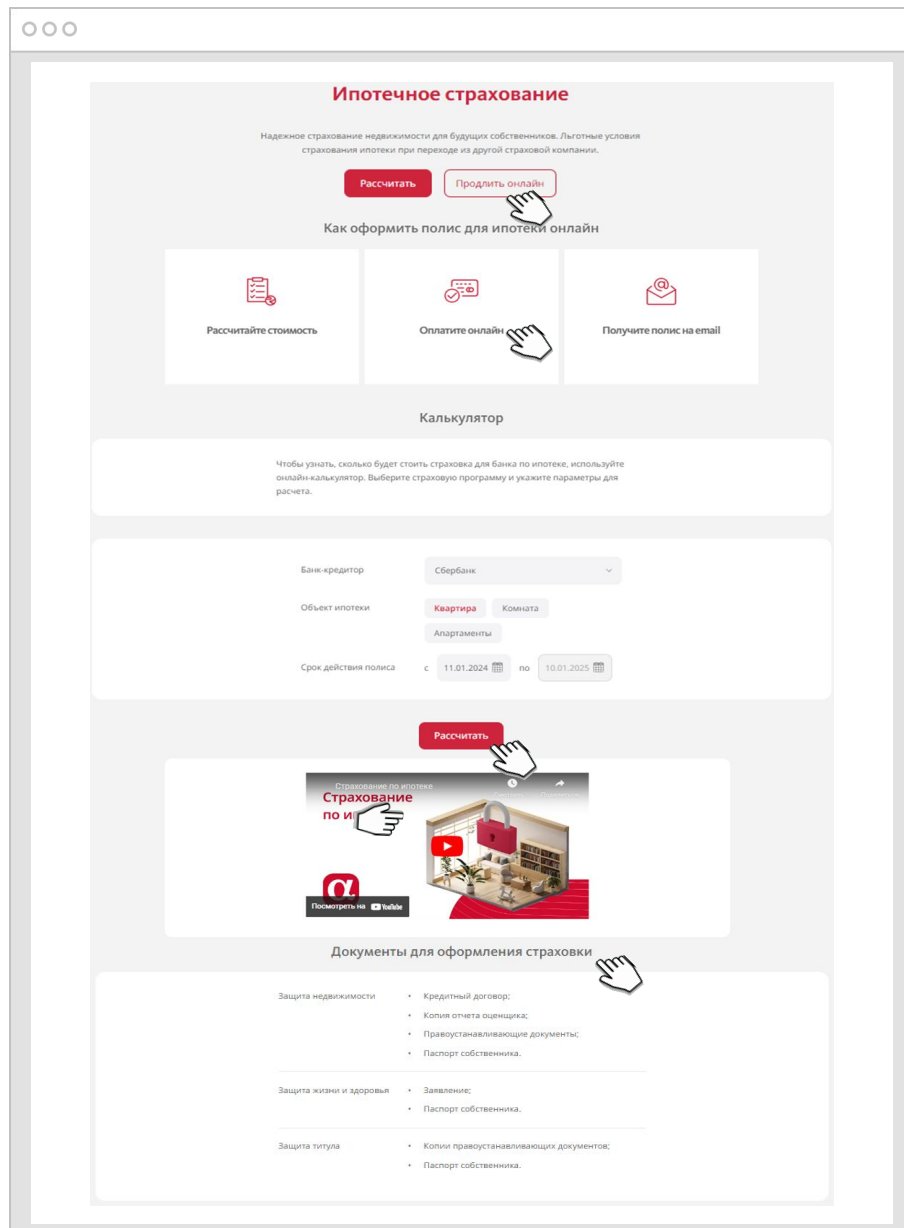 Ипотечное страхование
Надежное страхование недвижимости для будущих собственников. Льготные условия
страхования ипотеки при переходе из другой страховой компании.
Рассчитать
Продлить онлайн
Как оформить полис для ипотеки онлайн
Рассчитайте стоимость
Оплатите онлайн
Получите полис на email
Калькулятор
Чтобы узнать, сколько будет стоить страховка для банка по ипотеке, используйте
онлайн-калькулятор. Выберите страховую программу и укажите параметры для
расчета.
Банк-кредитор
Сбербанк
Объект ипотеки
Квартира
Комната
Апартаменты
Срок действия полиса
с 11.01.2024 по 10.01.2025
Рассчитать
Страхование по ипотеке
Страхование
по
α
Посмотреть на YouTube
Документы для оформления страховки
Защита недвижимости
• Кредитный договор;
• Копия отчета оценщика;
• Правоустанавливающие документы;
• Паспорт собственника.
Защита жизни и здоровья
• Заявление;
• Паспорт собственника.
Защита титула
• Копии правоустанавливающих документов;
• Паспорт собственника.